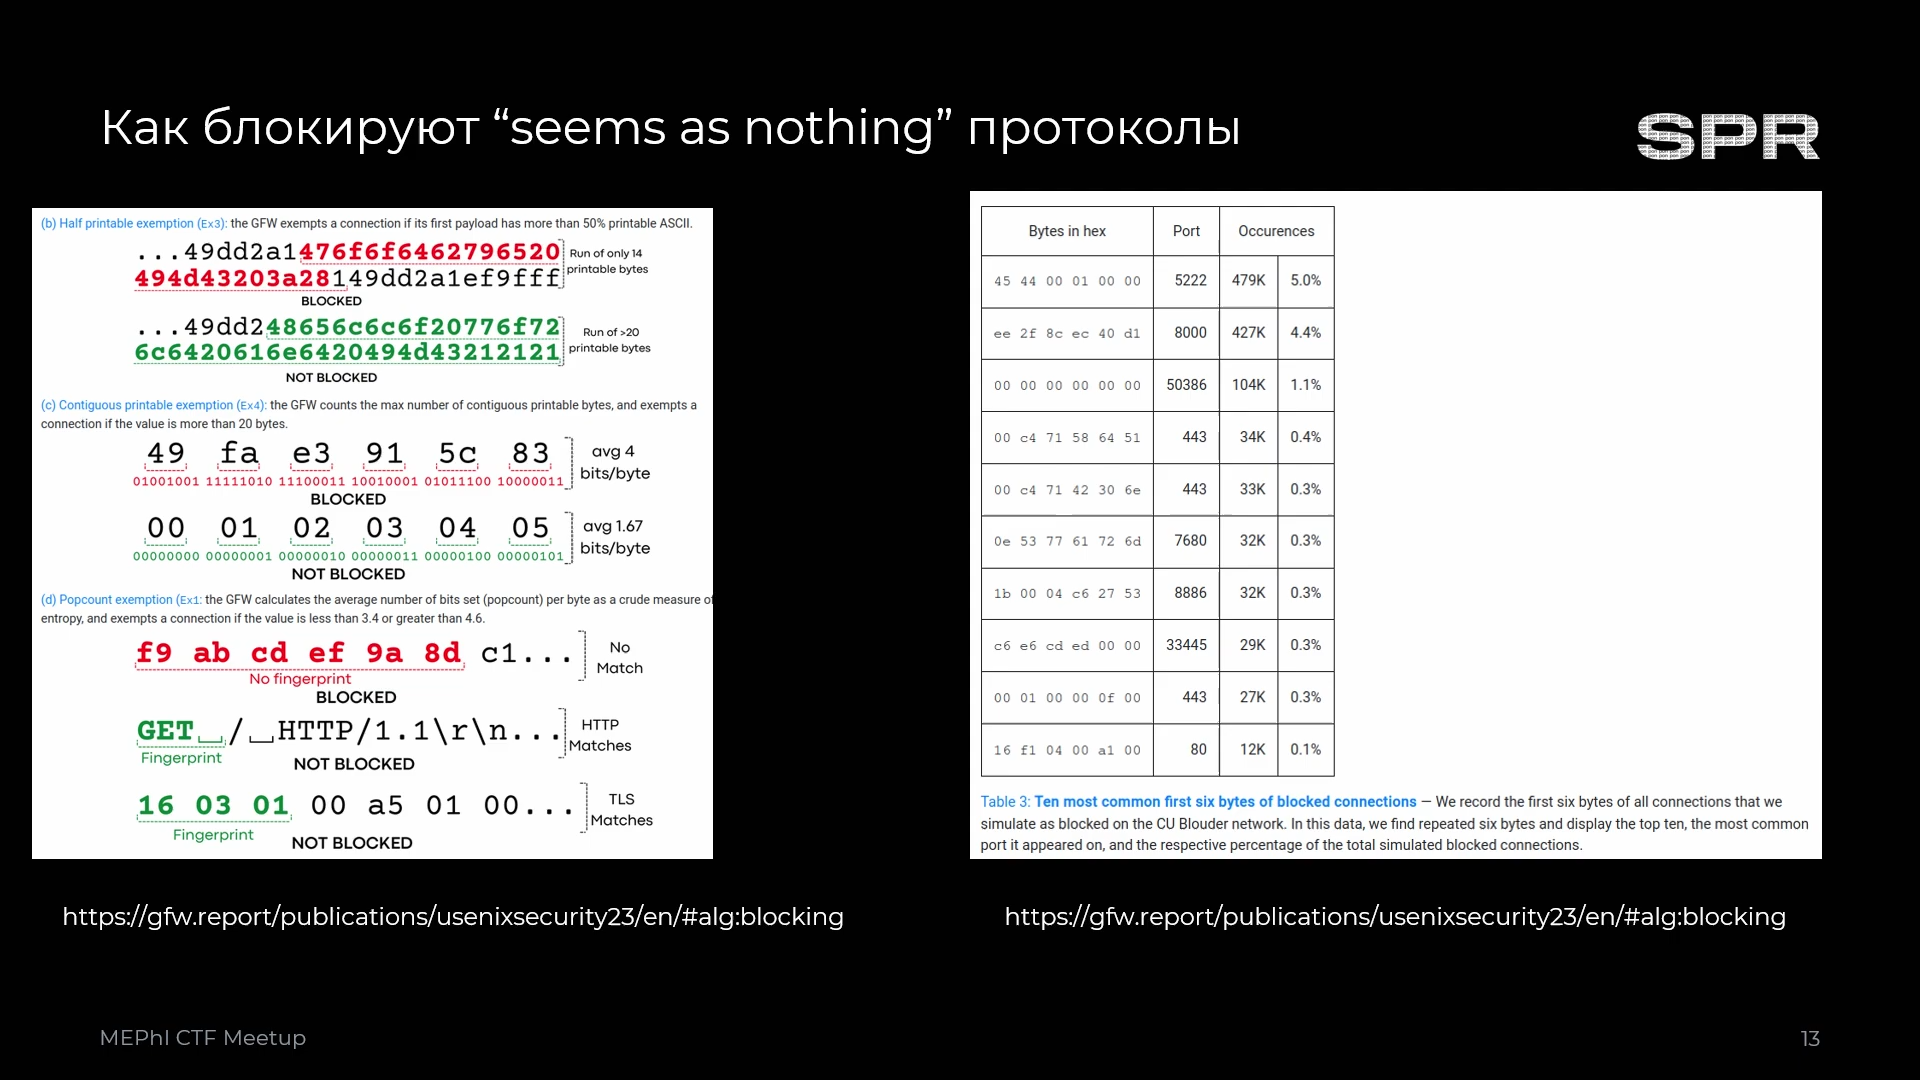 Как блокируют “seems as nothing” протоколы
SPR
(b) Half printable exemption (Ex3): the GFW exempts a connection if its first payload has more than 50% printable ASCII.
...49dd2a1476f6f6462796520
494d43203a28149dd2a1ef9fff
Run of only 14
printable bytes
BLOCKED
...49dd248656c6c6f20776f72
6c6420616e6420494d43212121
Run of >20
printable bytes
NOT BLOCKED
(c) Contiguous printable exemption (Ex4): the GFW counts the max number of contiguous printable bytes, and exempts a
connection if the value is more than 20 bytes.
49 fa e3 91 5c 83
01001001 11111010 11100011 10010001 01011100 10000011
avg 4
bits/byte
BLOCKED
00 01 02 03 04 05
00000000 00000001 00000010 00000011 00000100 00000101
avg 1.67
bits/byte
NOT BLOCKED
(d) Popcount exemption (Ex1: the GFW calculates the average number of bits set (popcount) per byte as a crude measure of
entropy, and exempts a connection if the value is less than 3.4 or greater than 4.6.
f9 ab cd ef 9a 8d c1...
No fingerprint
No
Match
BLOCKED
GET␣/␣HTTP/1.1\r\n...
Fingerprint
HTTP
Matches
NOT BLOCKED
16 03 01 00 a5 01 00...
Fingerprint
TLS
Matches
NOT BLOCKED
https://gfw.report/publications/usenixsecurity23/en/#alg:blocking
Bytes in hex Port Occurences
45 44 00 01 00 00 5222 479K 5.0%
ee 2f 8c ec 40 d1 8000 427K 4.4%
00 00 00 00 00 00 50386 104K 1.1%
00 c4 71 58 64 51 443 34K 0.4%
00 c4 71 42 30 6e 443 33K 0.3%
0e 53 77 61 72 6d 7680 32K 0.3%
1b 00 04 c6 27 53 8886 32K 0.3%
c6 e6 cd ed 00 00 33445 29K 0.3%
00 01 00 00 0f 00 443 27K 0.3%
16 f1 04 00 a1 00 80 12K 0.1%
Table 3: Ten most common first six bytes of blocked connections — We record the first six bytes of all connections that we
simulate as blocked on the CU Blouder network. In this data, we find repeated six bytes and display the top ten, the most common
port it appeared on, and the respective percentage of the total simulated blocked connections.
https://gfw.report/publications/usenixsecurity23/en/#alg:blocking
MEPhI CTF Meetup
13